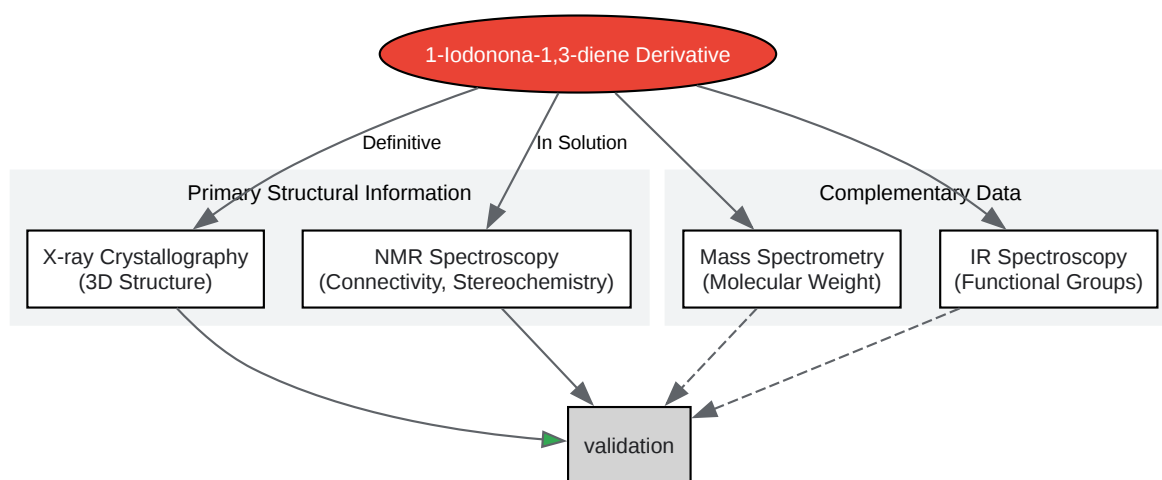 1-Iodonona-1,3-diene Derivative
Definitive
In Solution
Primary Structural Information
Complementary Data
X-ray Crystallography
(3D Structure)
NMR Spectroscopy
(Connectivity, Stereochemistry)
Mass Spectrometry
(Molecular Weight)
IR Spectroscopy
(Functional Groups)
validation